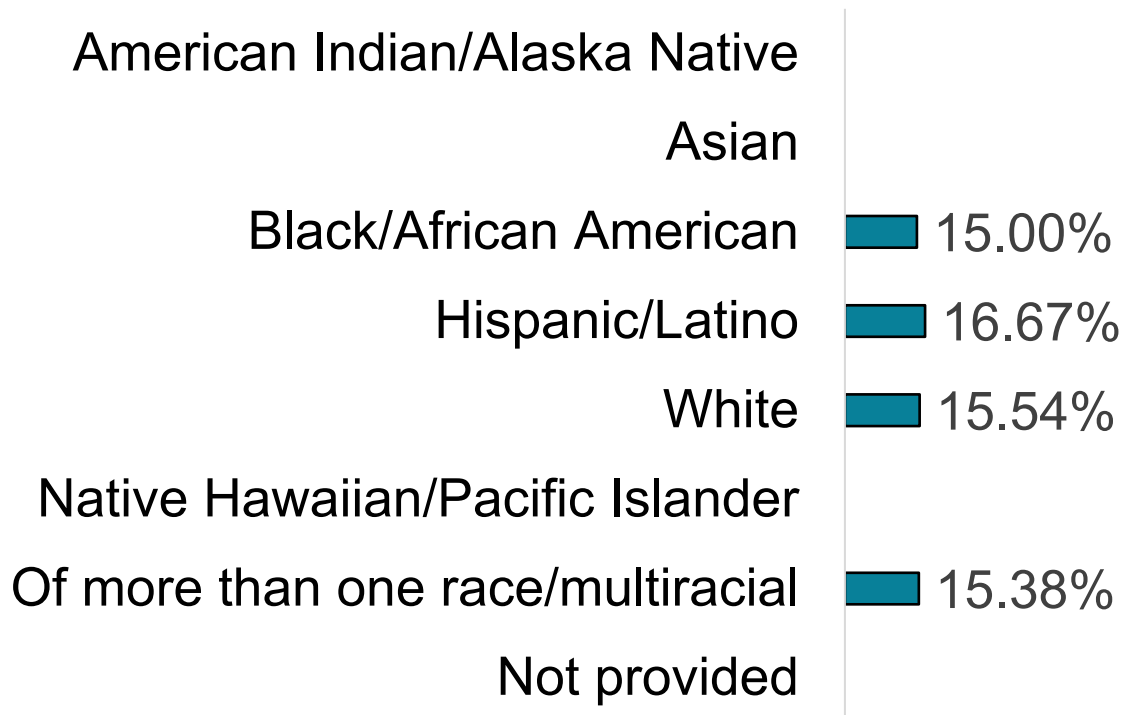 American Indian/Alaska Native
Asian
Black/African American 15.00%
Hispanic/Latino 16.67%
White 15.54%
Native Hawaiian/Pacific Islander
Of more than one race/multiracial 15.38%
Not provided